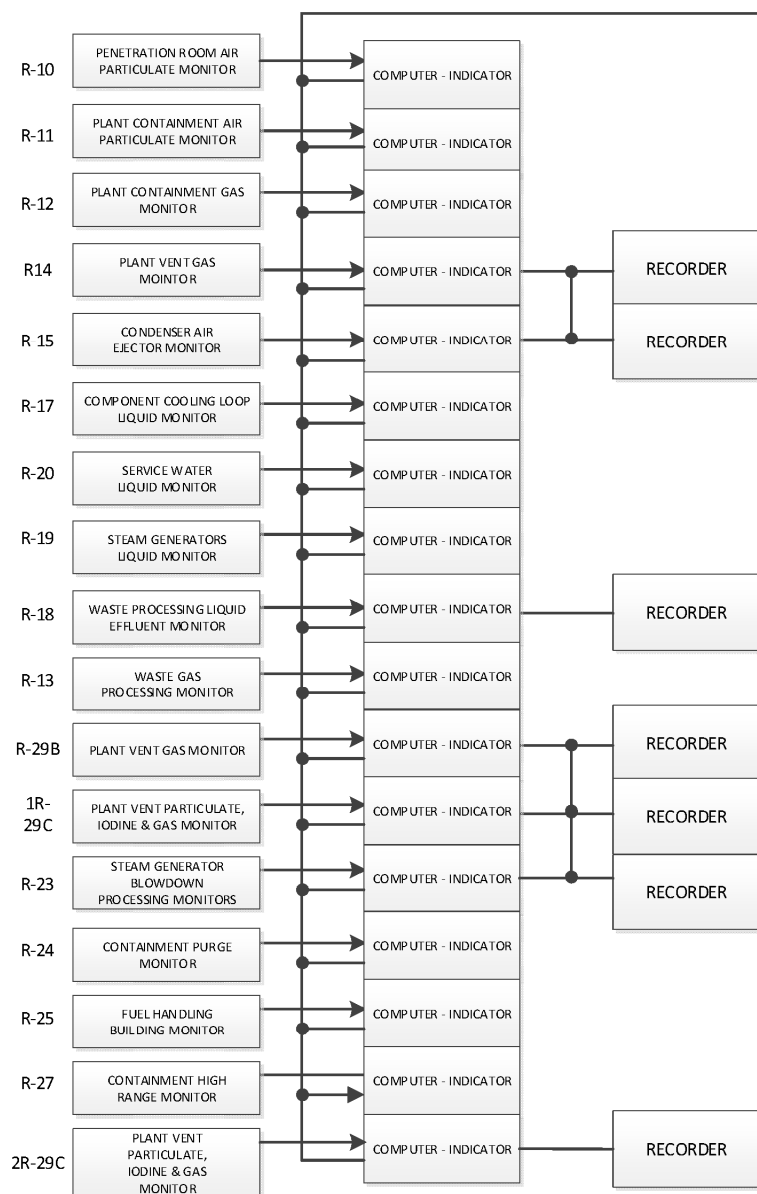 PENETRATION ROOM AIR
R-10
PARTICULATE MONITOR
COMPUTER - INDICATOR
PLANT CONTAINMENT AIR
R-11
PARTICULATE MONITOR
COMPUTER - INDICATOR
PLANT CONTAINMENT GAS
R-12
MONITOR
COMPUTER - INDICATOR
PLANT VENT GAS
R14
MOINTOR
COMPUTER - INDICATOR
RECORDER
CONDENSER AIR
R 15
EJECTOR MONITOR
COMPUTER - INDICATOR
RECORDER
COMPONENT COOLING LOOP
R-17
LIQUID MONITOR
COMPUTER - INDICATOR
SERVICE WATER
R-20
LIQUID MONITOR
COMPUTER - INDICATOR
R-19
STEAM GENERATORS
LIQUID MONITOR
COMPUTER - INDICATOR
R-18
WASTE PROCESSING LIQUID
EFFLUENT MONITOR
COMPUTER - INDICATOR
RECORDER
R-13
WASTE GAS
PROCESSING MONITOR
COMPUTER - INDICATOR
R-29B
PLANT VENT GAS MONITOR
COMPUTER - INDICATOR
RECORDER
1R-
29C
PLANT VENT PARTICULATE,
IODINE & GAS MONITOR
COMPUTER - INDICATOR
RECORDER
R-23
STEAM GENERATOR
BLOWDOWN
PROCESSING MONITORS
COMPUTER - INDICATOR
RECORDER
R-24
CONTAINMENT PURGE
MONITOR
COMPUTER - INDICATOR
R-25
FUEL HANDLING
BUILDING MONITOR
COMPUTER - INDICATOR
R-27
CONTAINMENT HIGH
RANGE MONITOR
COMPUTER - INDICATOR
2R-29C
PLANT VENT
PARTICULATE,
IODINE & GAS
MONITOR
COMPUTER - INDICATOR
RECORDER